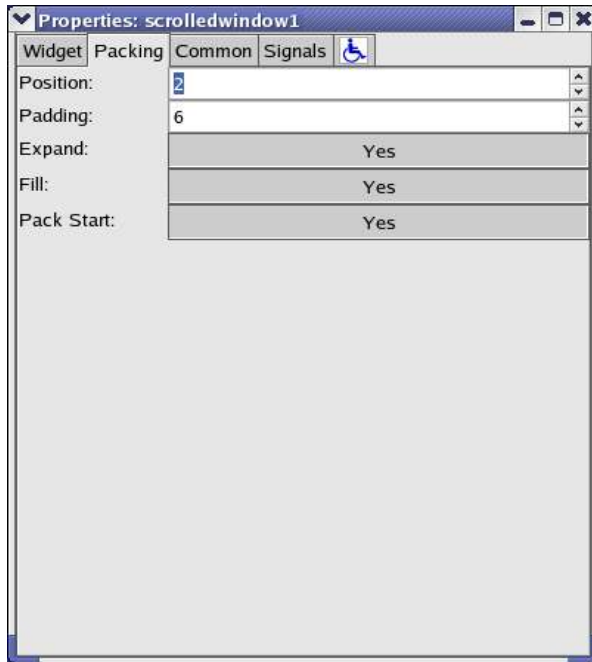 Properties: scrolledwindow1
Widget Packing Common Signals
Position: 2
Padding: 6
Expand: Yes
Fill: Yes
Pack Start: Yes